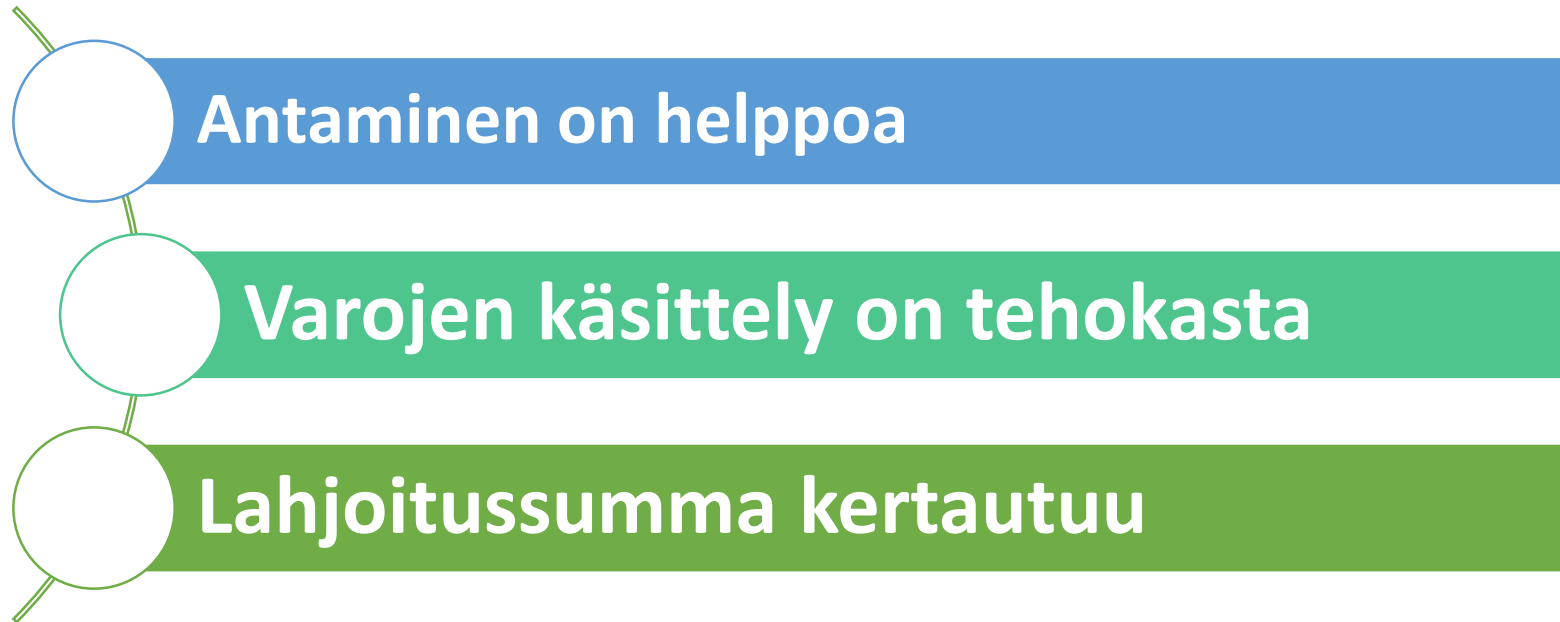 Antaminen on helppoa
Varojen käsittely on tehokasta
Lahjoitussumma kertautuu